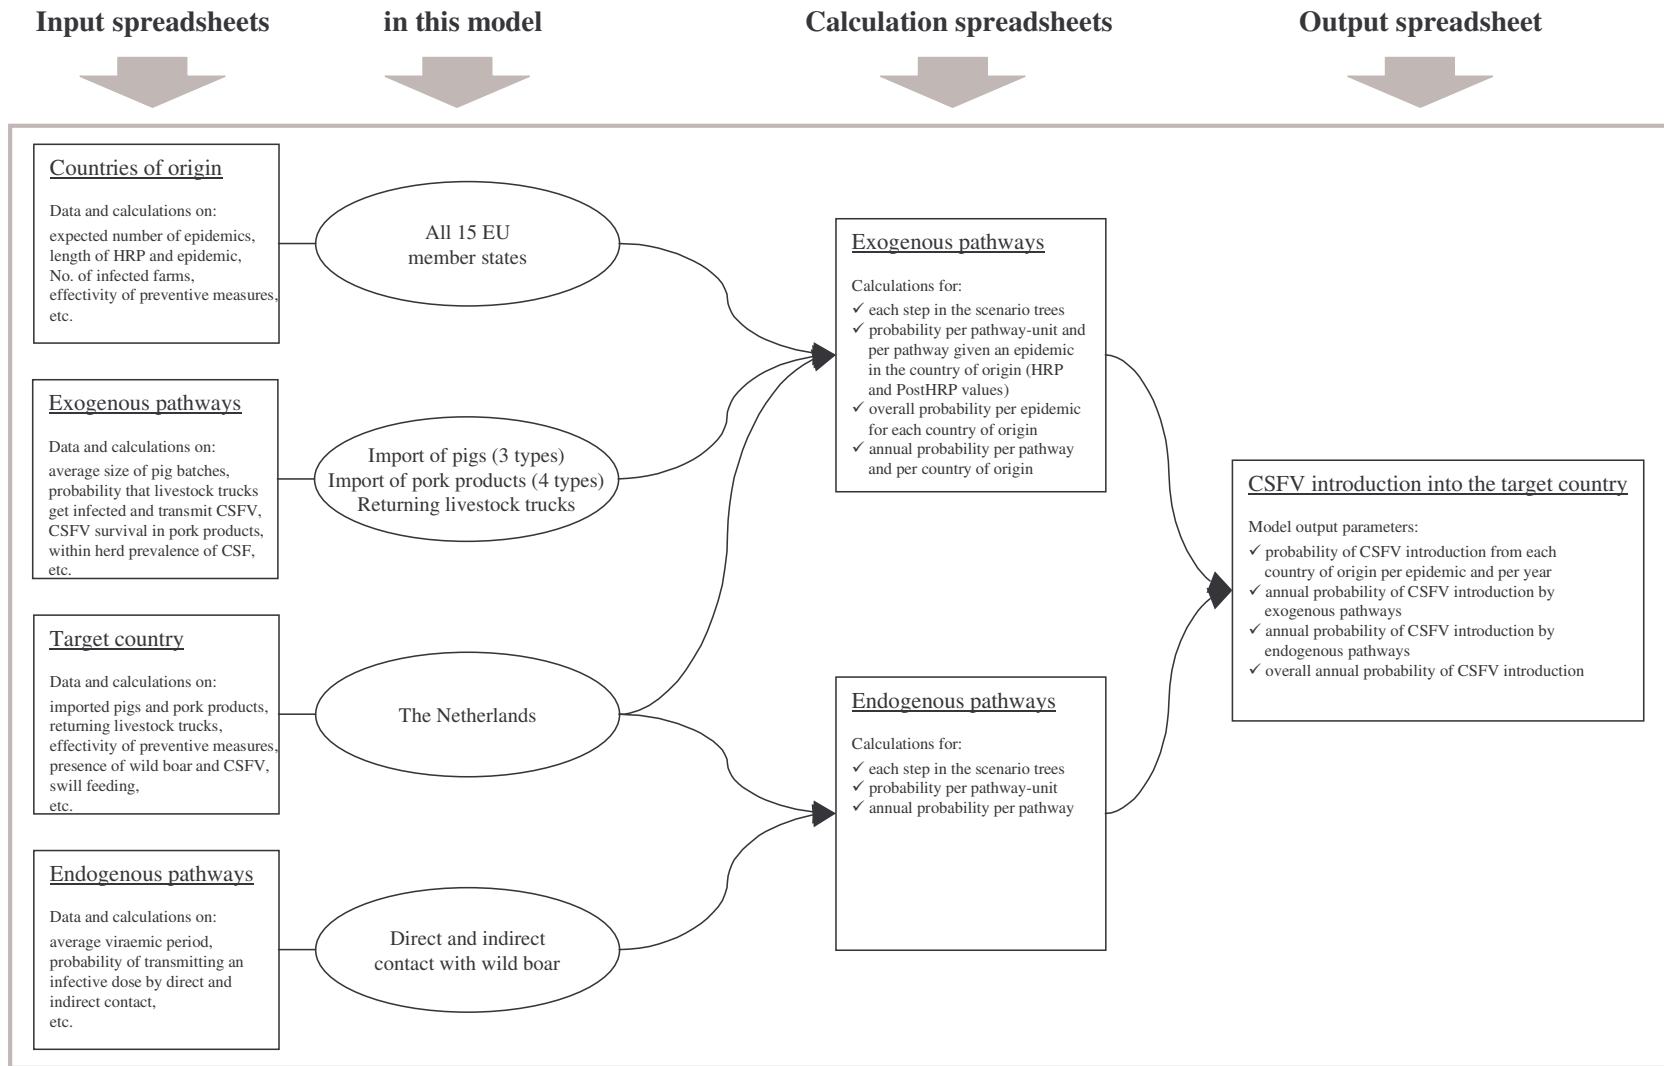 Input spreadsheets
in this model
Calculation spreadsheets
Output spreadsheet
Countries of origin
Data and calculations on:
expected number of epidemics,
length of HRP and epidemic,
No. of infected farms,
effectivity of preventive measures,
etc.
All 15 EU
member states
Exogenous pathways
Data and calculations on:
average size of pig batches,
probability that livestock trucks
get infected and transmit CSFV,
CSFV survival in pork products,
within herd prevalence of CSF,
etc.
Import of pigs (3 types)
Import of pork products (4 types)
Returning livestock trucks
Target country
Data and calculations on:
imported pigs and pork products,
returning livestock trucks,
effectivity of preventive measures,
presence of wild boar and CSFV,
swill feeding,
etc.
The Netherlands
Endogenous pathways
Data and calculations on:
average viraemic period,
probability of transmitting an
infective dose by direct and
indirect contact,
etc.
Direct and indirect
contact with wild boar
Exogenous pathways
Calculations for:
✓ each step in the scenario trees
✓ probability per pathway-unit and
per pathway given an epidemic
in the country of origin (HRP
and PostHRP values)
✓ overall probability per epidemic
for each country of origin
✓ annual probability per pathway
and per country of origin
Endogenous pathways
Calculations for:
✓ each step in the scenario trees
✓ probability per pathway-unit
✓ annual probability per pathway
CSFV introduction into the target country
Model output parameters:
✓ probability of CSFV introduction from each
country of origin per epidemic and per year
✓ annual probability of CSFV introduction by
exogenous pathways
✓ annual probability of CSFV introduction by
endogenous pathways
✓ overall annual probability of CSFV introduction